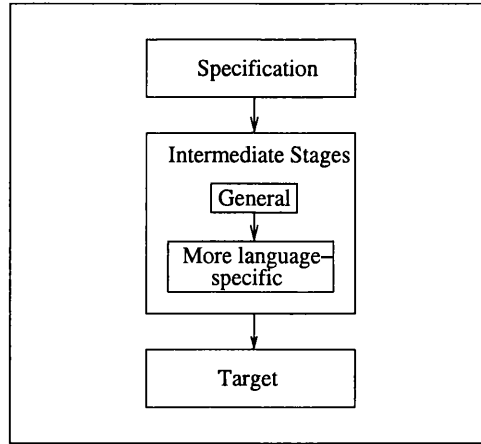 Specification
Intermediate Stages
General
More language-
specific
Target